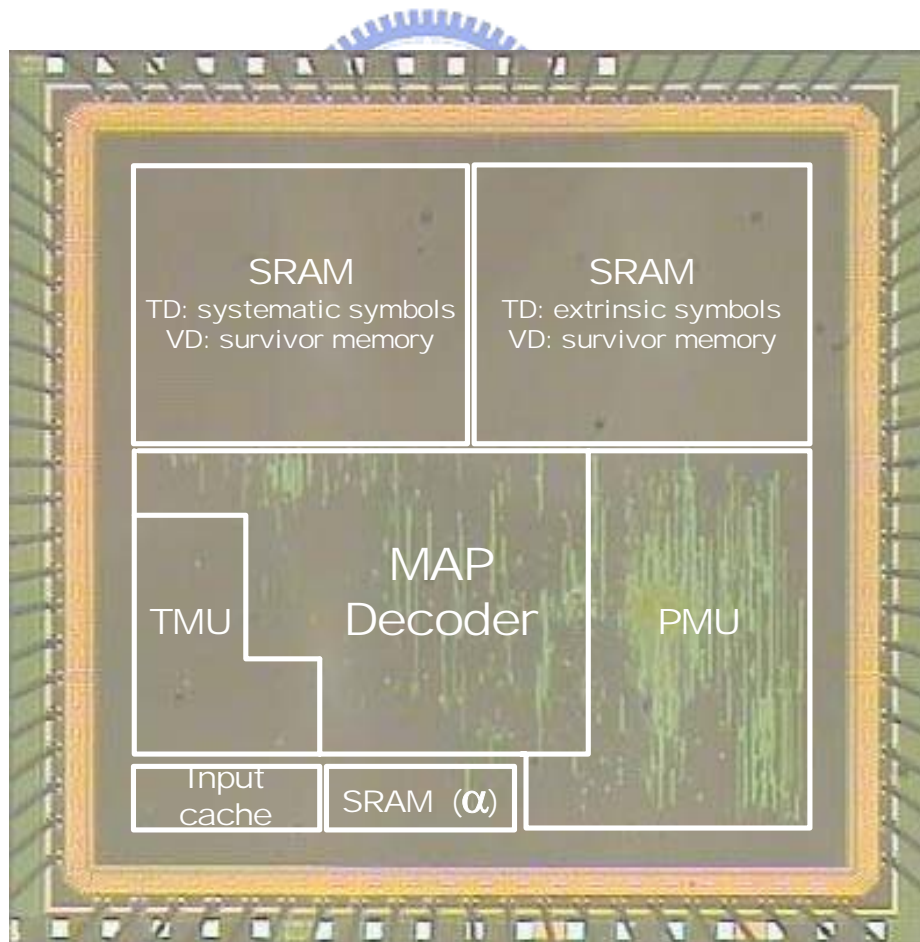 SRAM
TD: systematic symbols
VD: survivor memory
SRAM
TD: extrinsic symbols
VD: survivor memory
MAP
Decoder
TMU
PMU
Input
cache
SRAM (α)